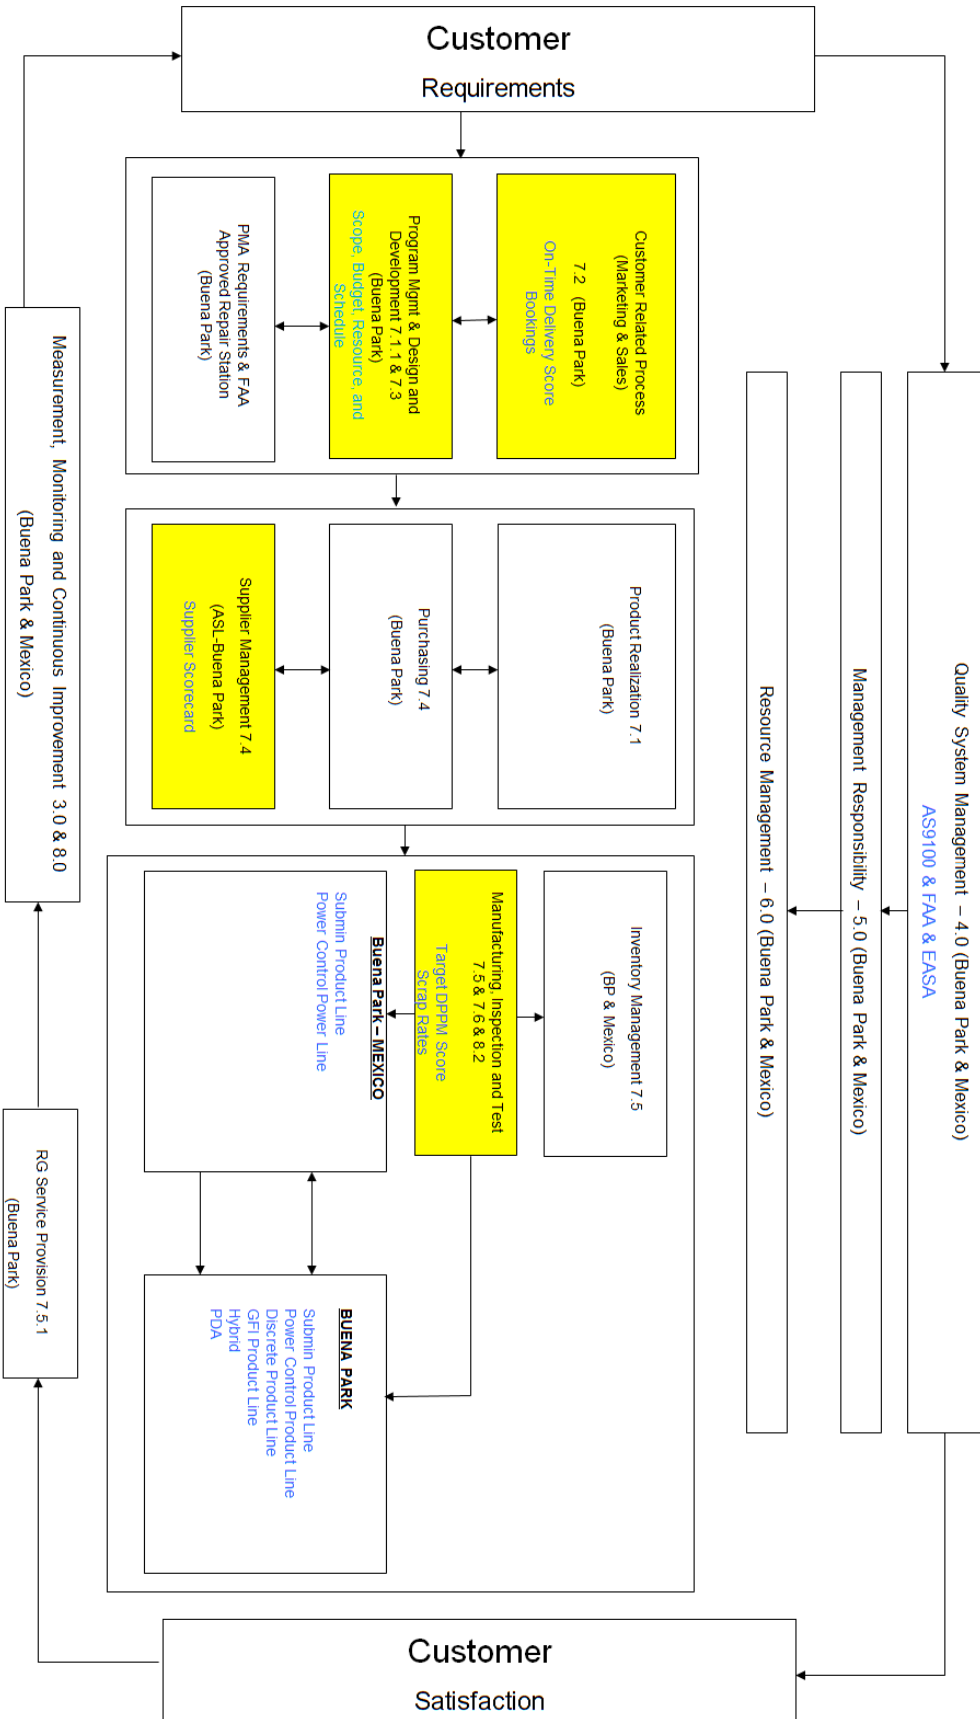 Customer
Requirements
Quality System Management – 4.0 (Buena Park & Mexico)
AS9100 & FAA & EASA
Management Responsibility – 5.0 (Buena Park & Mexico)
Resource Management – 6.0 (Buena Park & Mexico)
Customer Related Process
(Marketing & Sales)
7.2 (Buena Park)
On-Time Delivery Score
Bookings
Program Mgmt & Design and
Development 7.1.1 & 7.3
(Buena Park)
Scope, Budget, Resource, and
Schedule
PMA Requirements & FAA
Approved Repair Station
(Buena Park)
Product Realization 7.1
(Buena Park)
Purchasing 7.4
(Buena Park)
Supplier Management 7.4
(ASL-Buena Park)
Supplier Scorecard
Inventory Management 7.5
(BP & Mexico)
Manufacturing, Inspection and Test
7.5 & 7.6 & 8.2
Target DPPM Score
Scrap Rates
Buena Park – MEXICO
Submin Product Line
Power Control Power Line
BUENA PARK
Submin Product Line
Power Control Product Line
Discrete Product Line
GFI Product Line
Hybrid
PDA
Measurement, Monitoring and Continuous Improvement 3.0 & 8.0
(Buena Park & Mexico)
RG Service Provision 7.5.1
(Buena Park)
Customer
Satisfaction